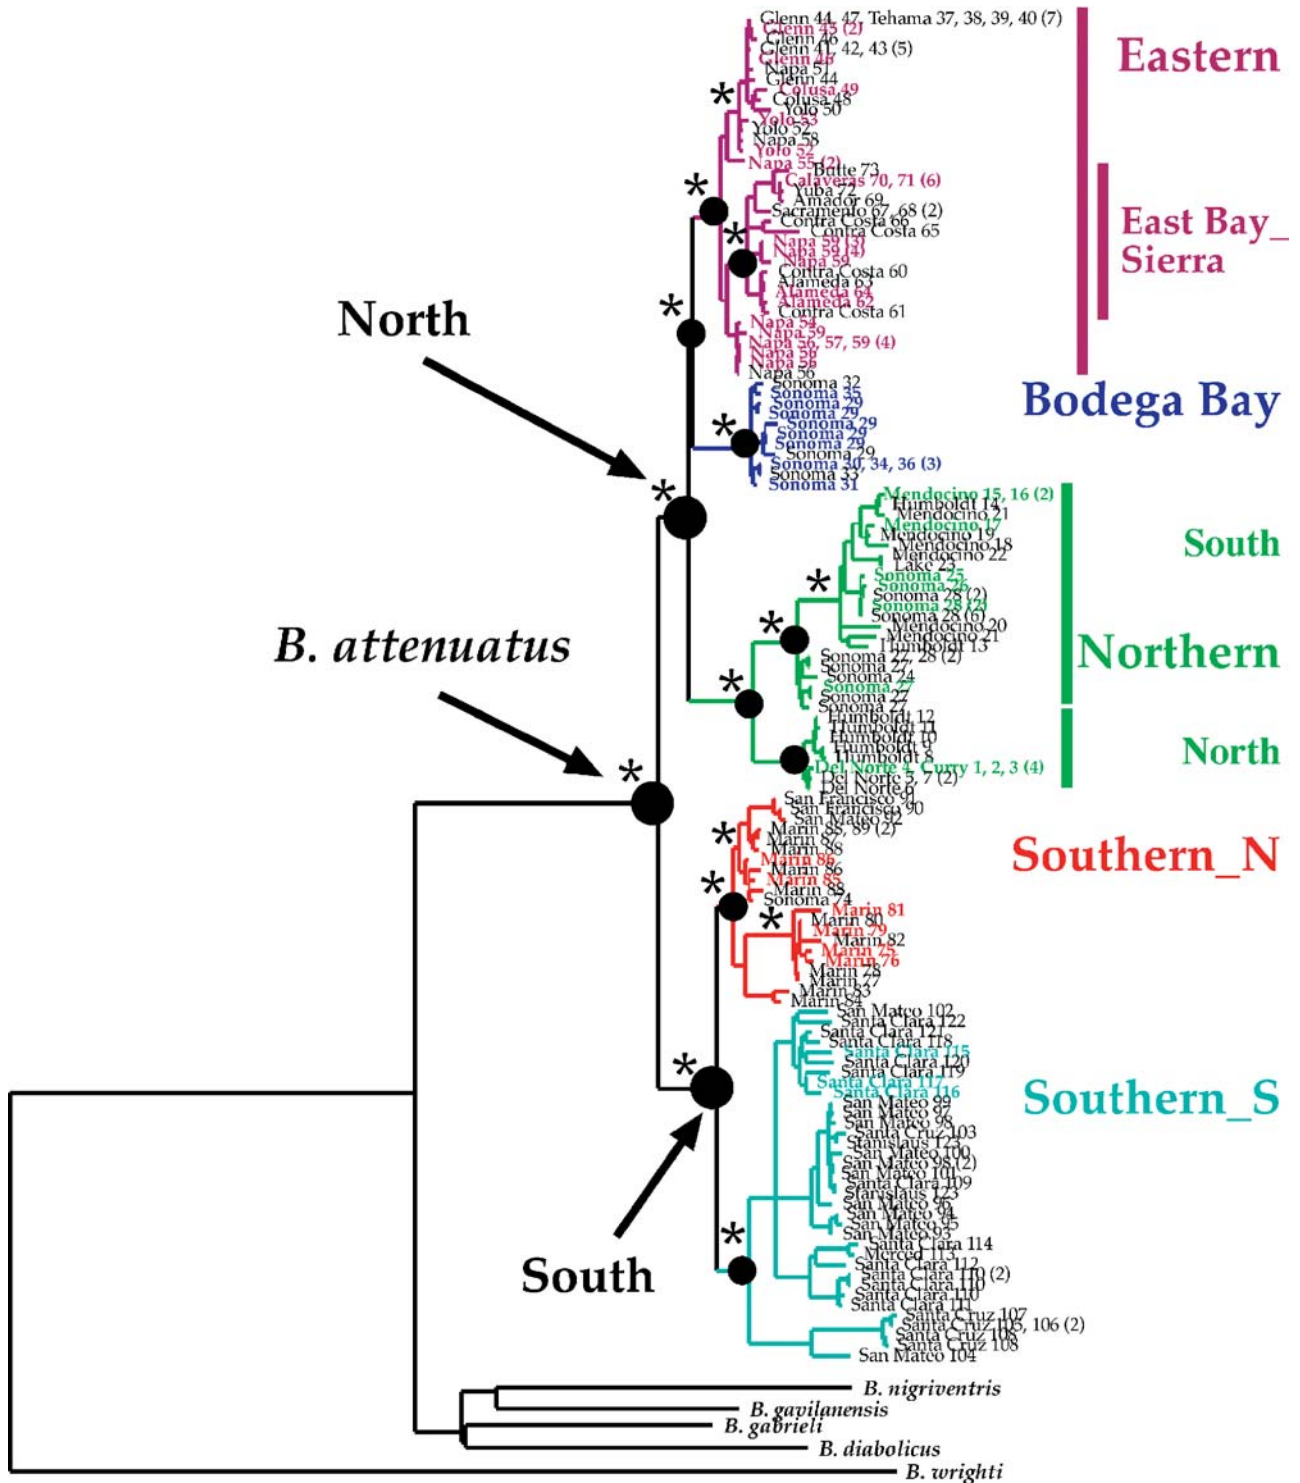 Glenn 44, 47, Tehama 37, 38, 39, 40 (7)
Glenn 45 (2)
Glenn 46
Glenn 41, 42, 43 (5)
Glenn 46
Napa 51
Glenn 44
Colusa 49
Colusa 48
Yolo 50
Yolo 53
Yolo 52
Napa 58
Yolo 52
Napa 55 (2)
Butte 73
Calaveras 70, 71 (6)
Yuba 72
Amador 69
Sacramento 67, 68 (2)
Contra Costa 66
Contra Costa 65
Napa 59 (3)
Napa 59 (4)
Napa 59
Contra Costa 60
Alameda 63
Alameda 64
Alameda 62
Contra Costa 61
Napa 54
Napa 59
Napa 56, 57, 59 (4)
Napa 56
Napa 56
Napa 56
Eastern
East Bay_
Sierra
North
Sonoma 32
Sonoma 35
Sonoma 29
Sonoma 29
Sonoma 29
Sonoma 29
Sonoma 29
Sonoma 29
Sonoma 30, 34, 36 (3)
Sonoma 33
Sonoma 31
Bodega Bay
Mendocino 15, 16 (2)
Humboldt 14
Mendocino 21
Mendocino 17
Mendocino 19
Mendocino 18
Mendocino 22
Lake 23
Sonoma 25
Sonoma 26
Sonoma 28 (2)
Sonoma 28 (2)
Sonoma 28 (6)
Mendocino 20
Mendocino 21
Humboldt 13
Sonoma 27, 28 (2)
Sonoma 27
Sonoma 24
Sonoma 27
Sonoma 27
Sonoma 27
South
Northern
B. attenuatus
Humboldt 12
Humboldt 11
Humboldt 10
Humboldt 9
Humboldt 8
Del Norte 4, Curry 1, 2, 3 (4)
Del Norte 5, 7 (2)
Del Norte 6
North
San Francisco 91
San Francisco 90
San Mateo 92
Marin 88, 89 (2)
Marin 87
Marin 88
Marin 86
Marin 86
Marin 85
Marin 88
Sonoma 74
Marin 81
Marin 80
Marin 79
Marin 82
Marin 75
Marin 76
Marin 78
Marin 77
Marin 83
Marin 84
Southern_N
San Mateo 102
Santa Clara 122
Santa Clara 121
Santa Clara 118
Santa Clara 115
Santa Clara 120
Santa Clara 119
Santa Clara 117
Santa Clara 116
San Mateo 99
San Mateo 97
San Mateo 98
Santa Cruz 103
Stanislaus 123
San Mateo 100
San Mateo 98 (2)
San Mateo 101
Santa Clara 109
Stanislaus 123
San Mateo 96
San Mateo 94
San Mateo 95
San Mateo 93
Santa Clara 114
Merced 113
Santa Clara 112
Santa Clara 110 (2)
Santa Clara 110
Santa Clara 110
Santa Clara 111
Santa Cruz 107
Santa Cruz 105, 106 (2)
Santa Cruz 108
Santa Cruz 108
San Mateo 104
Southern_S
South
B. nigriventris
B. gavilanensis
B. gabrieli
B. diabolicus
B. wrighti